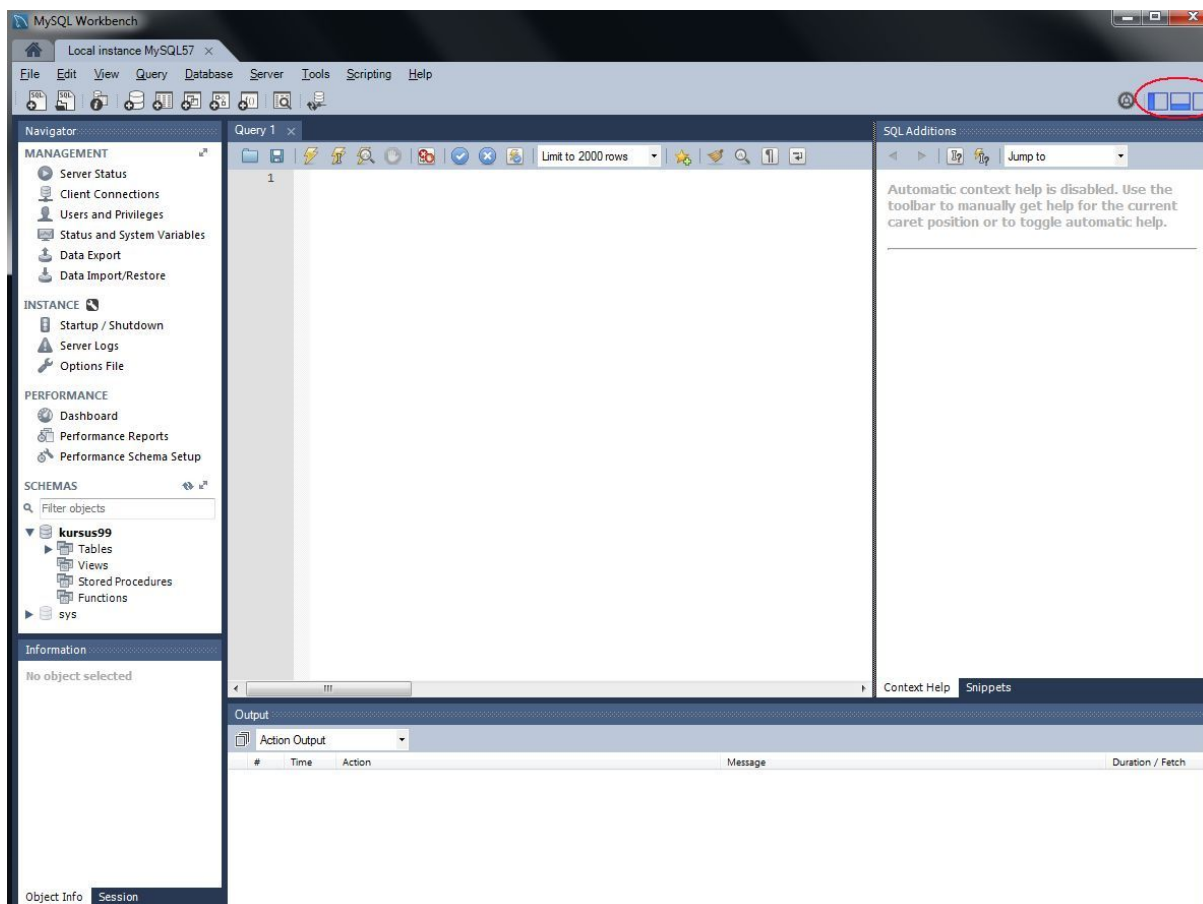 MySQL Workbench
Local instance MySQL57
File Edit View Query Database Server Tools Scripting Help
Navigator
MANAGEMENT
Server Status
Client Connections
Users and Privileges
Status and System Variables
Data Export
Data Import/Restore
INSTANCE
Startup / Shutdown
Server Logs
Options File
PERFORMANCE
Dashboard
Performance Reports
Performance Schema Setup
SCHEMAS
Filter objects
kursus99
Tables
Views
Stored Procedures
Functions
sys
Information
No object selected
Object Info Session
Query 1
Limit to 2000 rows
1
SQL Additions
Jump to
Automatic context help is disabled. Use the
toolbar to manually get help for the current
caret position or to toggle automatic help.
Context Help Snippets
Output
Action Output
# Time Action Message Duration / Fetch